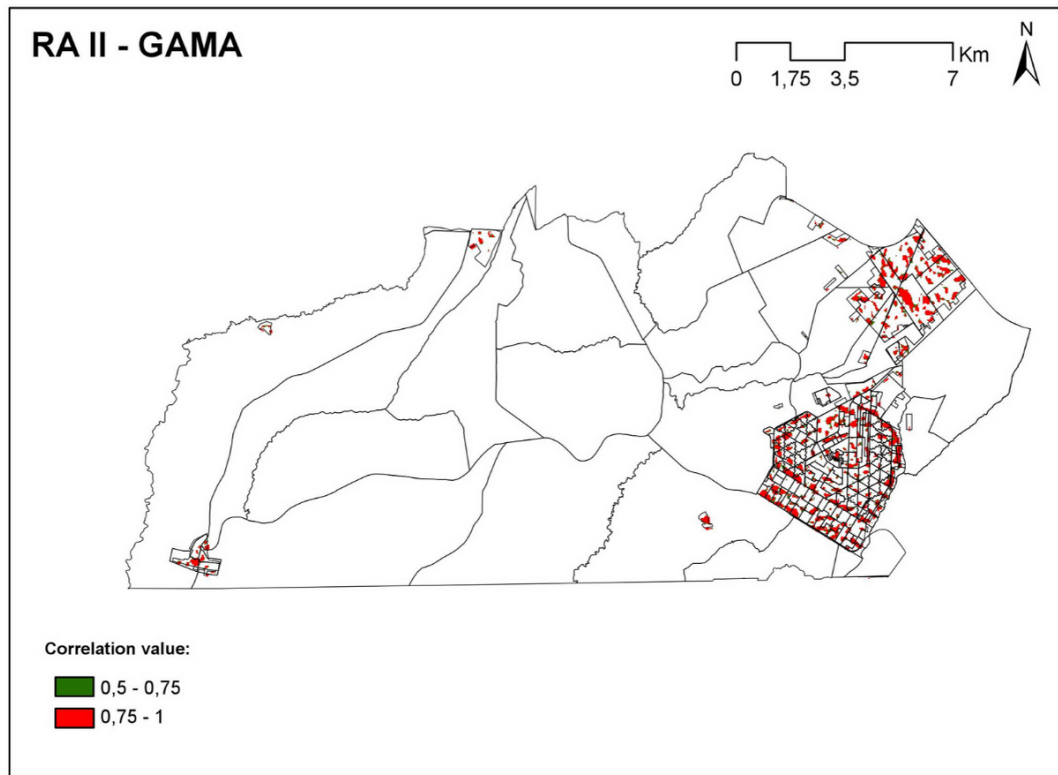 RA II - GAMA
N
Km
0 1,75 3,5 7
Correlation value:
0,5 - 0,75
0,75 - 1